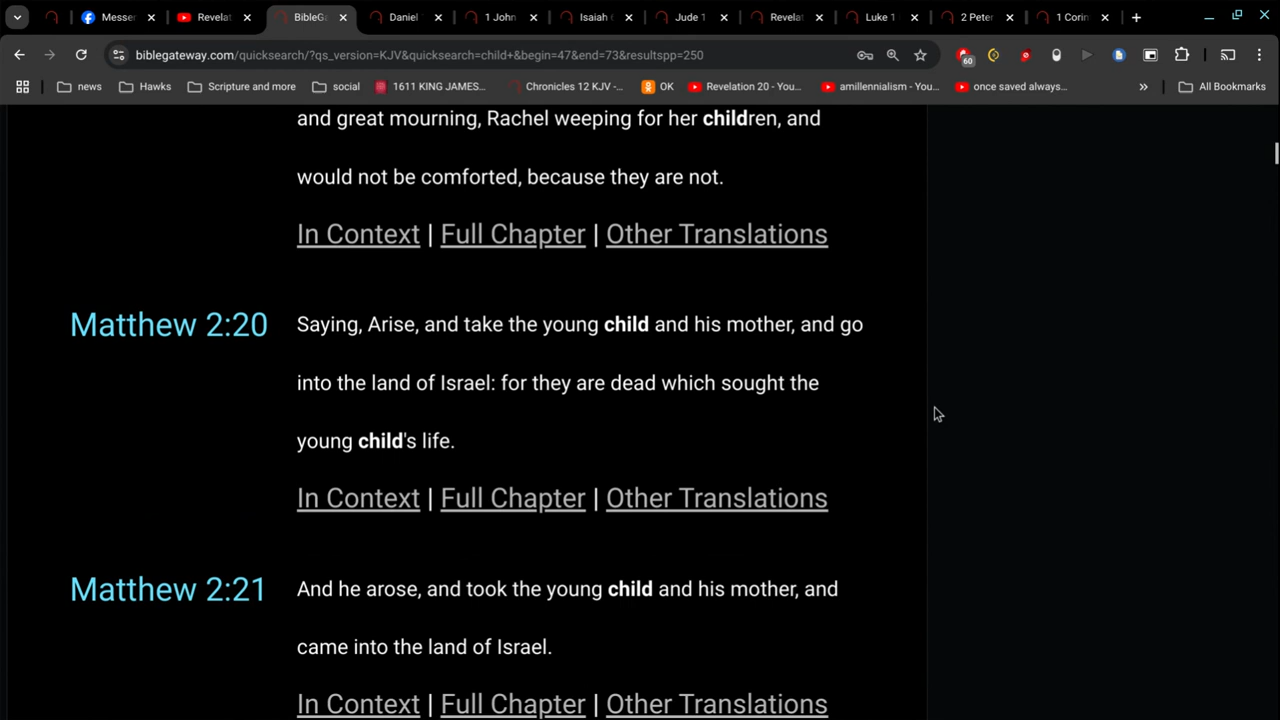 Messen
Revelat
BibleGa
Daniel
1 John
Isaiah 6
Jude 1
Revelat
Luke 1
2 Peter
1 Corin
biblegateway.com/quicksearch/?qs_version=KJV&quicksearch=child+&begin=47&end=73&resultspp=250
60
news
Hawks
Scripture and more
social
1611 KING JAMES...
Chronicles 12 KJV -...
OK
Revelation 20 - You...
amillennialism - You...
once saved always...
»
All Bookmarks
and great mourning, Rachel weeping for her children, and
would not be comforted, because they are not.
In Context | Full Chapter | Other Translations
Matthew 2:20
Saying, Arise, and take the young child and his mother, and go
into the land of Israel: for they are dead which sought the
young child's life.
In Context | Full Chapter | Other Translations
Matthew 2:21
And he arose, and took the young child and his mother, and
came into the land of Israel.
In Context | Full Chapter | Other Translations